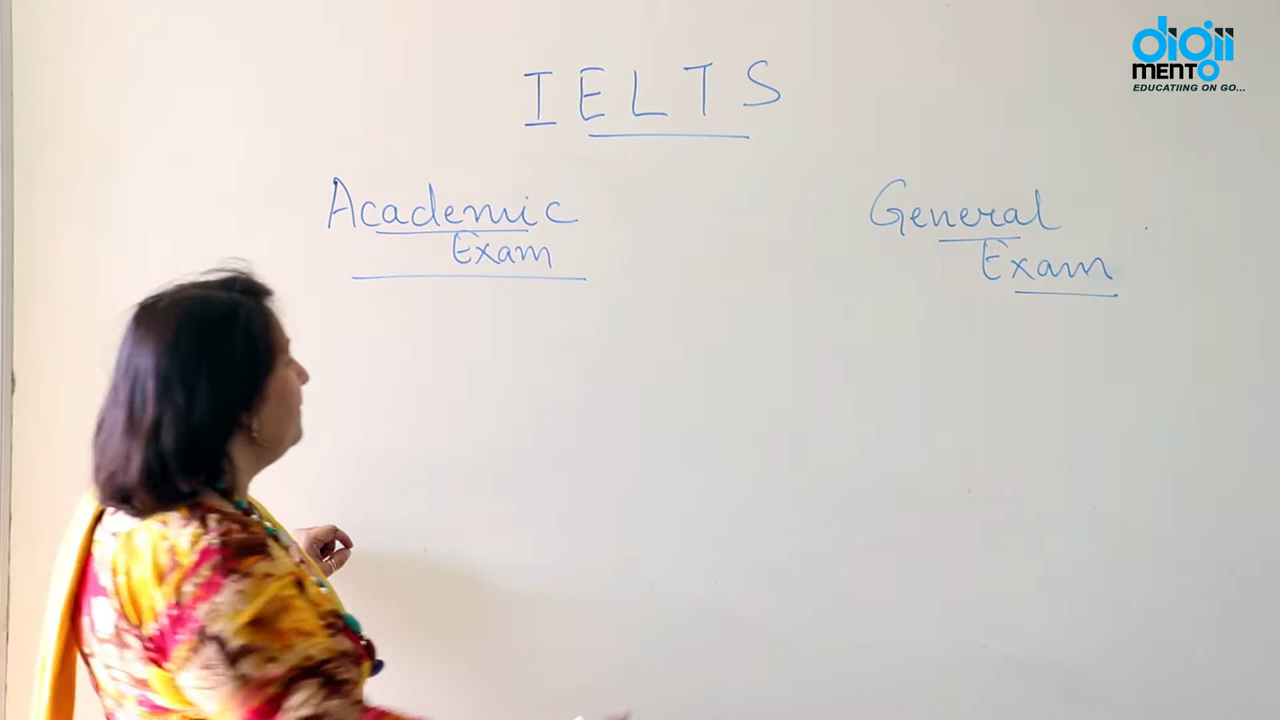 IELTS
Academic
Exam
General
Exam
digii
MENTO
EDUCATIING ON GO...